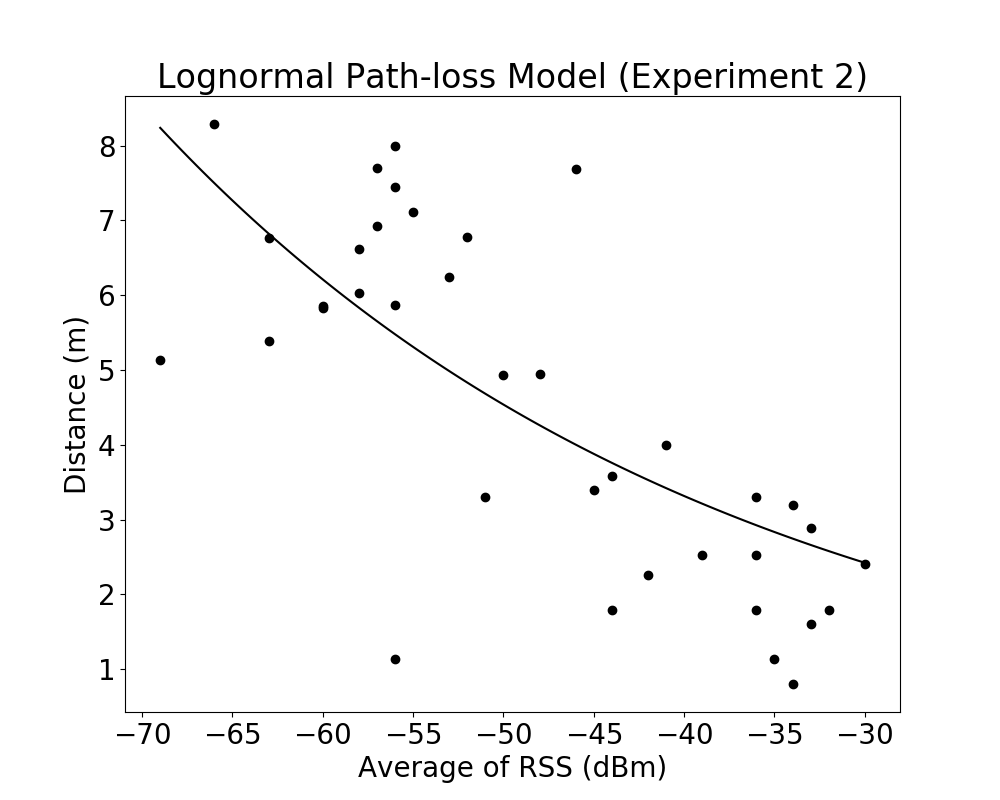 Lognormal Path-loss Model (Experiment 2)
8
7
6
5
4
3
2
1
Distance (m)
−70 −65 −60 −55 −50 −45 −40 −35 −30
Average of RSS (dBm)